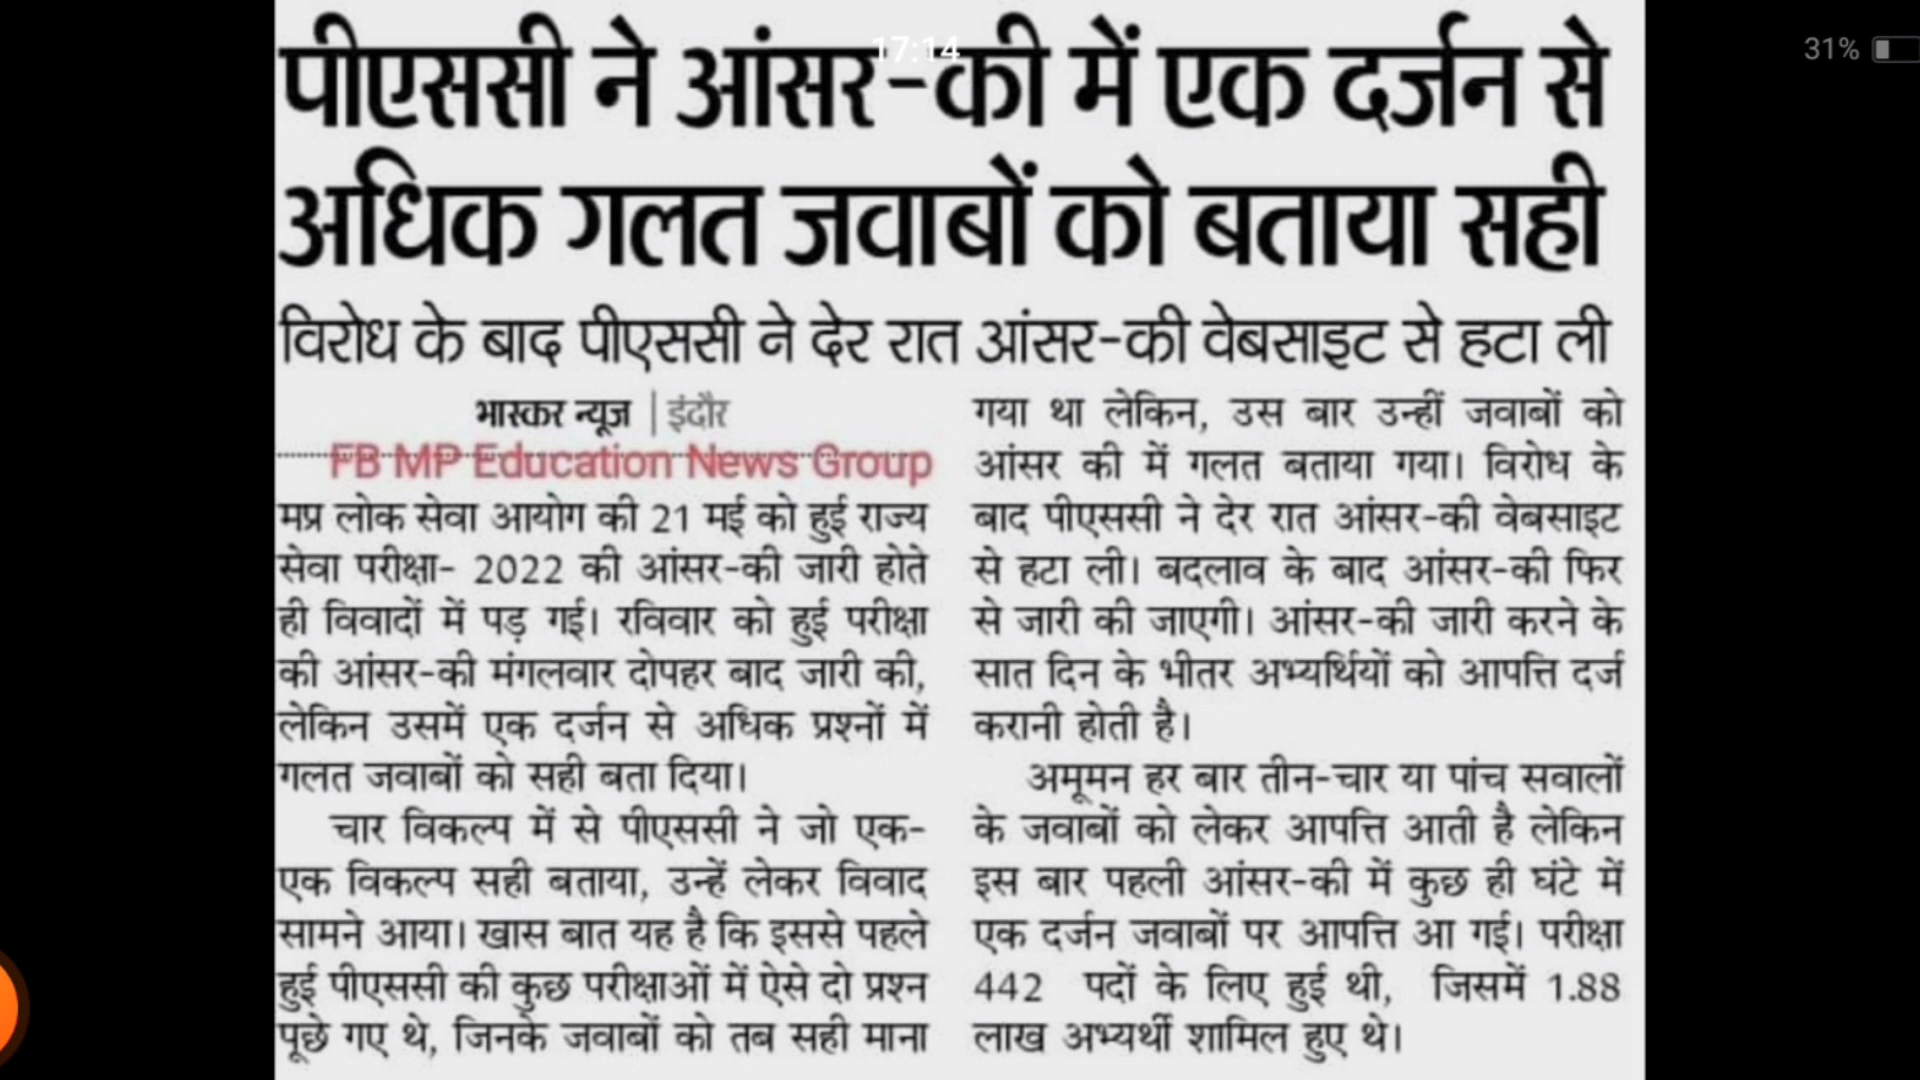 पीएससी ने आंसर-की में एक दर्जन से
अधिक गलत जवाबों को बताया सही
17:14
31%
विरोध के बाद पीएससी ने देर रात आंसर-की वेबसाइट से हटा ली
भास्कर न्यूज | इंदौर
FB MP Education News Group
मप्र लोक सेवा आयोग की 21 मई को हुई राज्य
सेवा परीक्षा- 2022 की आंसर-की जारी होते
ही विवादों में पड़ गई। रविवार को हुई परीक्षा
की आंसर-की मंगलवार दोपहर बाद जारी की,
लेकिन उसमें एक दर्जन से अधिक प्रश्नों में
गलत जवाबों को सही बता दिया।
चार विकल्प में से पीएससी ने जो एक-
एक विकल्प सही बताया, उन्हें लेकर विवाद
सामने आया। खास बात यह है कि इससे पहले
हुई पीएससी की कुछ परीक्षाओं में ऐसे दो प्रश्न
पूछे गए थे, जिनके जवाबों को तब सही माना
गया था लेकिन, उस बार उन्हीं जवाबों को
आंसर की में गलत बताया गया। विरोध के
बाद पीएससी ने देर रात आंसर-की वेबसाइट
से हटा ली। बदलाव के बाद आंसर-की फिर
से जारी की जाएगी। आंसर-की जारी करने के
सात दिन के भीतर अभ्यर्थियों को आपत्ति दर्ज
करानी होती है।
अमूमन हर बार तीन-चार या पांच सवालों
के जवाबों को लेकर आपत्ति आती है लेकिन
इस बार पहली आंसर-की में कुछ ही घंटे में
एक दर्जन जवाबों पर आपत्ति आ गई। परीक्षा
442 पदों के लिए हुई थी, जिसमें 1.88
लाख अभ्यर्थी शामिल हुए थे।